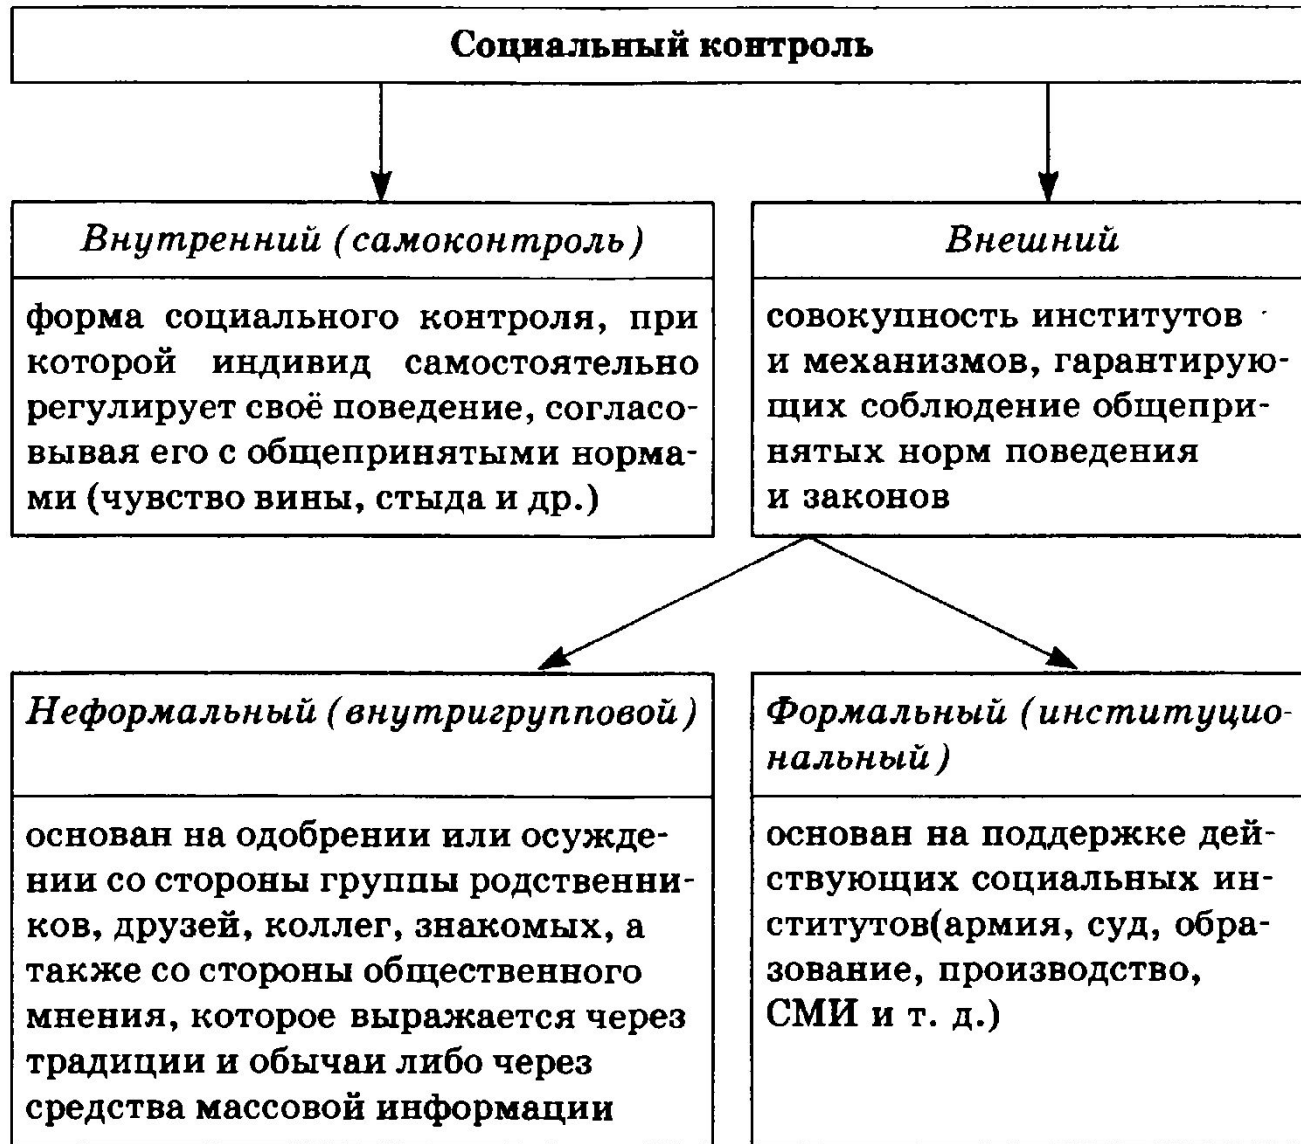 Социальный контроль
Внутренний (самоконтроль)
форма социального контроля, при
которой индивид самостоятельно
регулирует своё поведение, согласо-
вывая его с общепринятыми норма-
ми (чувство вины, стыда и др.)
Внешний
совокупность институтов
и механизмов, гарантирую-
щих соблюдение общепри-
нятых норм поведения
и законов
Неформальный (внутригрупповой)
основан на одобрении или осужде-
нии со стороны группы родственни-
ков, друзей, коллег, знакомых, а
также со стороны общественного
мнения, которое выражается через
традиции и обычаи либо через
средства массовой информации
Формальный (институцио-
нальный)
основан на поддержке дей-
ствующих социальных ин-
ститутов(армия, суд, обра-
зование, производство,
СМИ и т. д.)